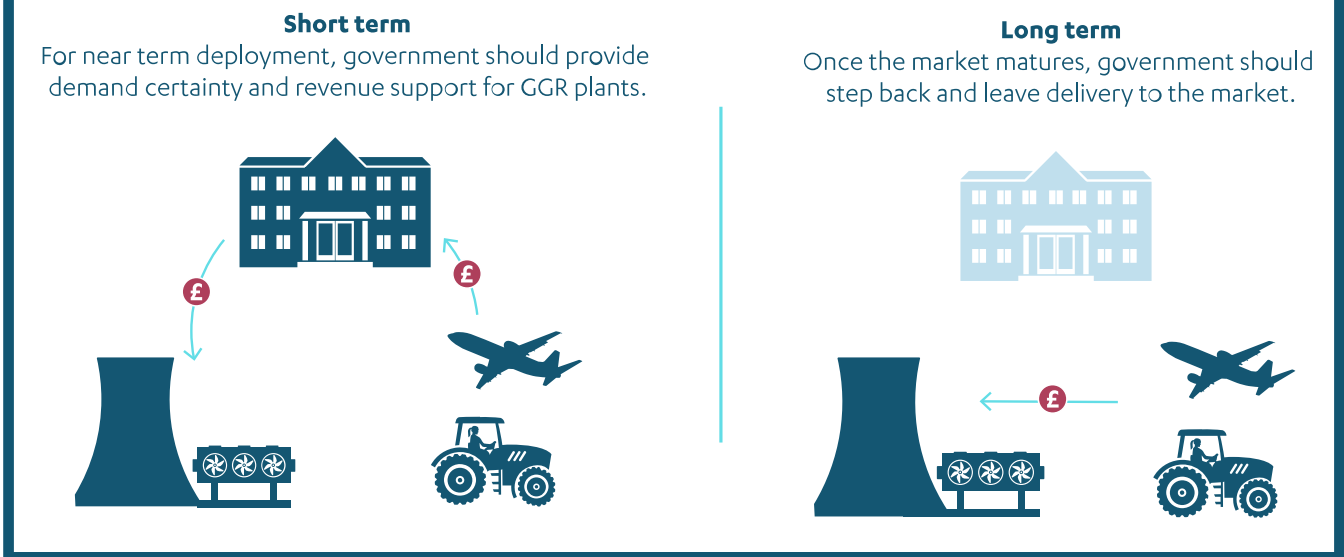 Short term
For near term deployment, government should provide
demand certainty and revenue support for GGR plants.
£
£
Long term
Once the market matures, government should
step back and leave delivery to the market.
£